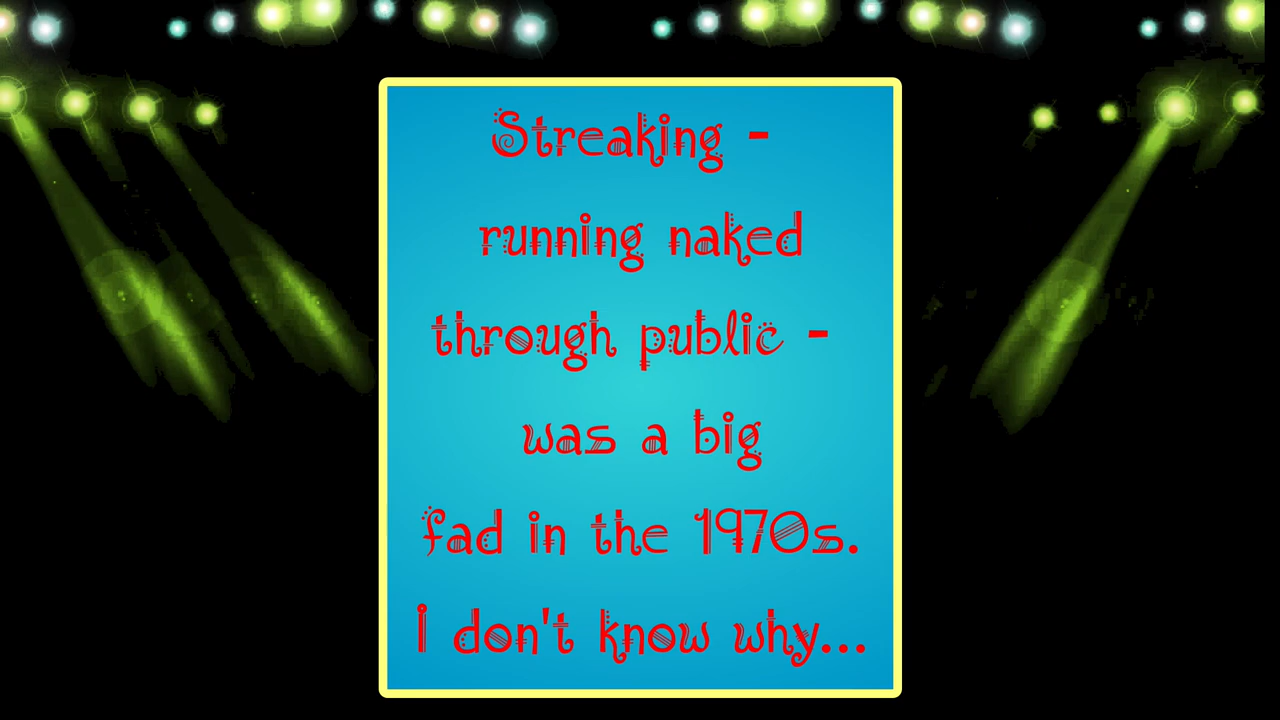 Streaking -
running naked
through public -
was a big
fad in the 1970s.
I don't know why...